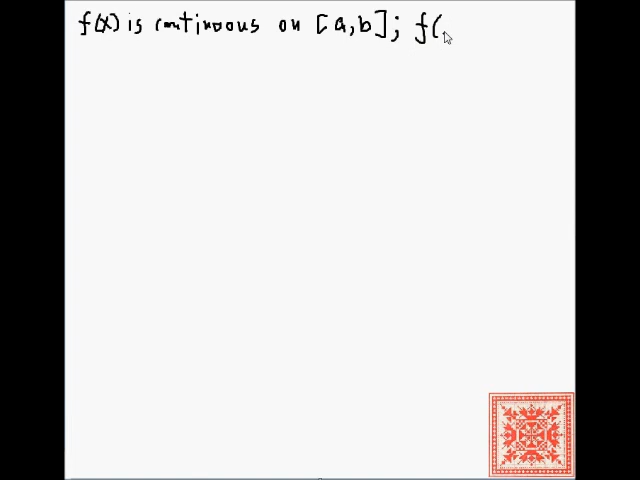 f(x) is continuous on [a,b]; f(